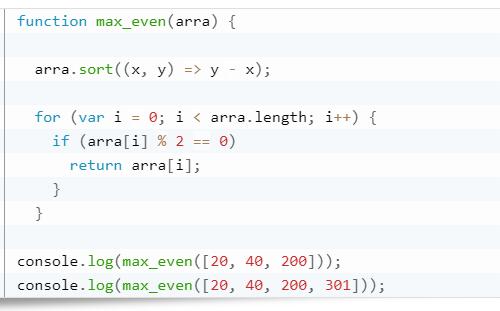 function max_even(arra) {
arra.sort((x, y) => y - x);
for (var i = 0; i < arra.length; i++) {
if (arra[i] % 2 == 0)
return arra[i];
}
}
console.log(max_even([20, 40, 200]));
console.log(max_even([20, 40, 200, 301]));